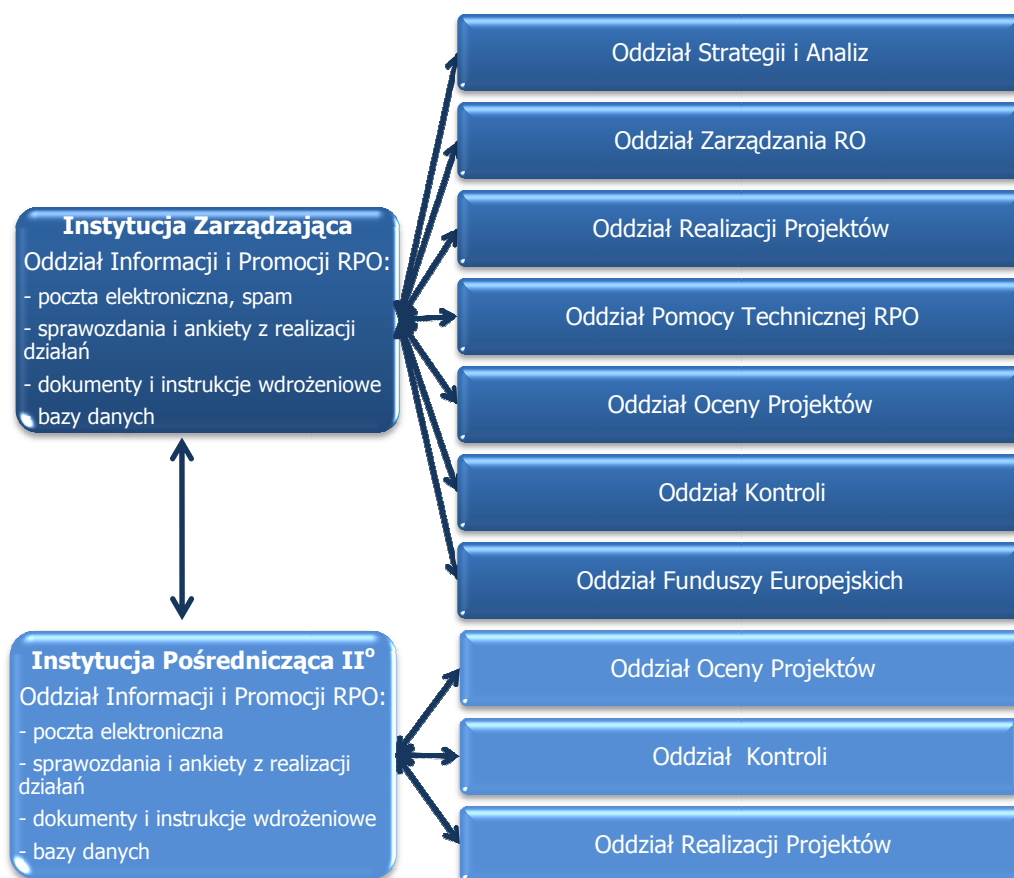 Instytucja Zarządzająca
Oddział Informacji i Promocji RPO:
- poczta elektroniczna, spam
- sprawozdania i ankiety z realizacji
działań
- dokumenty i instrukcje wdrożeniowe
- bazy danych
Oddział Strategii i Analiz
Oddział Zarządzania RO
Oddział Realizacji Projektów
Oddział Pomocy Technicznej RPO
Oddział Oceny Projektów
Oddział Kontroli
Oddział Funduszy Europejskich
Instytucja Pośrednicząca IIº
Oddział Informacji i Promocji RPO:
- poczta elektroniczna
- sprawozdania i ankiety z realizacji
działań
- dokumenty i instrukcje wdrożeniowe
- bazy danych
Oddział Oceny Projektów
Oddział Kontroli
Oddział Realizacji Projektów